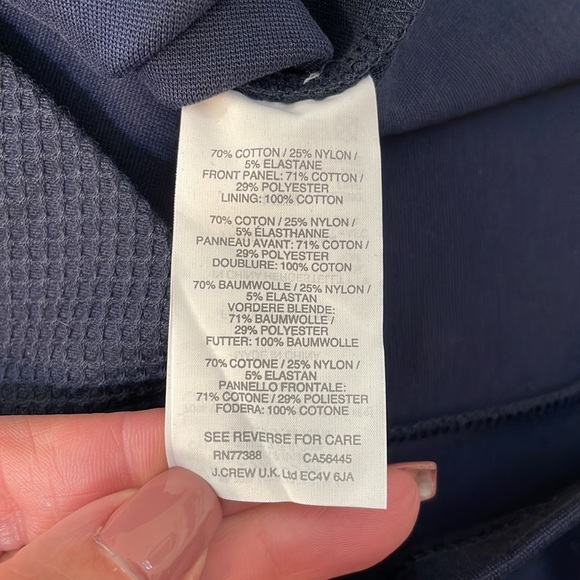 70% COTTON / 25% NYLON /
5% ELASTANE
FRONT PANEL: 71% COTTON /
29% POLYESTER
LINING: 100% COTTON
70% COTON / 25% NYLON /
5% ÉLASTHANNE
PANNEAU AVANT: 71% COTON /
29% POLYESTER
DOUBLURE: 100% COTON
70% BAUMWOLLE / 25% NYLON /
5% ELASTAN
VORDERE BLENDE:
71% BAUMWOLLE /
29% POLYESTER
FUTTER: 100% BAUMWOLLE
70% COTONE / 25% NYLON /
5% ELASTAN
PANNELLO FRONTALE:
71% COTONE / 29% POLIESTER
FODERA: 100% COTONE
SEE REVERSE FOR CARE
RN77388 CA56445
J.CREW U.K. Ltd EC4V 6JA